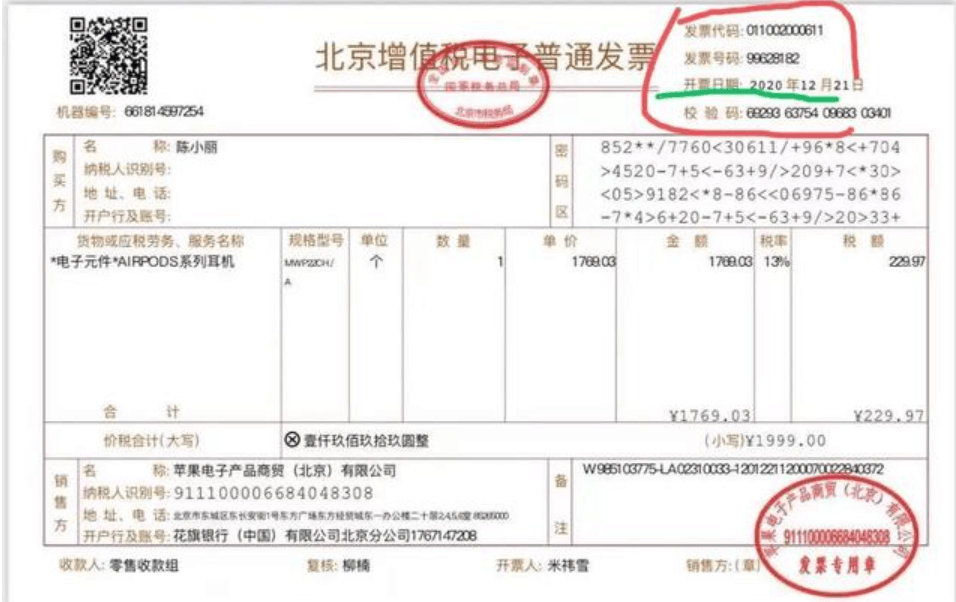 北京增值税电子普通发票
国家税务总局
北京市税务局
发票代码: 011002000611
发票号码: 99628182
开票日期: 2020 年12 月21日
校 验 码: 69293 63754 09683 03401
机器编号: 661814597254
购买方
名 称: 陈小丽
纳税人识别号:
地 址、电 话:
开户行及账号:
密码区
852**/7760<30611/+96*8<+704
>4520-7+5<-63+9/>209+7<*30>
<05>9182<*8-86<<06975-86*86
-7*4>6+20-7+5<-63+9/>20>33+
货物或应税劳务、服务名称 规格型号 单位 数 量 单 价 金 额 税率 税 额
*电子元件*AIRPODS系列耳机 MWP22CH/ 个 1 1769.03 1769.03 13% 229.97
A
合 计 ¥1769.03 ¥229.97
价税合计(大写) ⊗壹仟玖佰玖拾玖圆整 (小写)¥1999.00
销售方
名 称: 苹果电子产品商贸（北京）有限公司
纳税人识别号: 911100006684048308
地 址、电 话: 北京市东城区东长安街1号东方广场东方经贸城东一办公楼二十层2,4,5,6室 85255000
开户行及账号: 花旗银行（中国）有限公司北京分公司1767147208
备注
W985103775-LA02310033-1201221120007002284​0372
苹果电子产品商贸（北京）有限公司
911100006684048308
发票专用章
收款人: 零售收款组 复核: 柳楠 开票人: 米祎雪 销售方: (章)